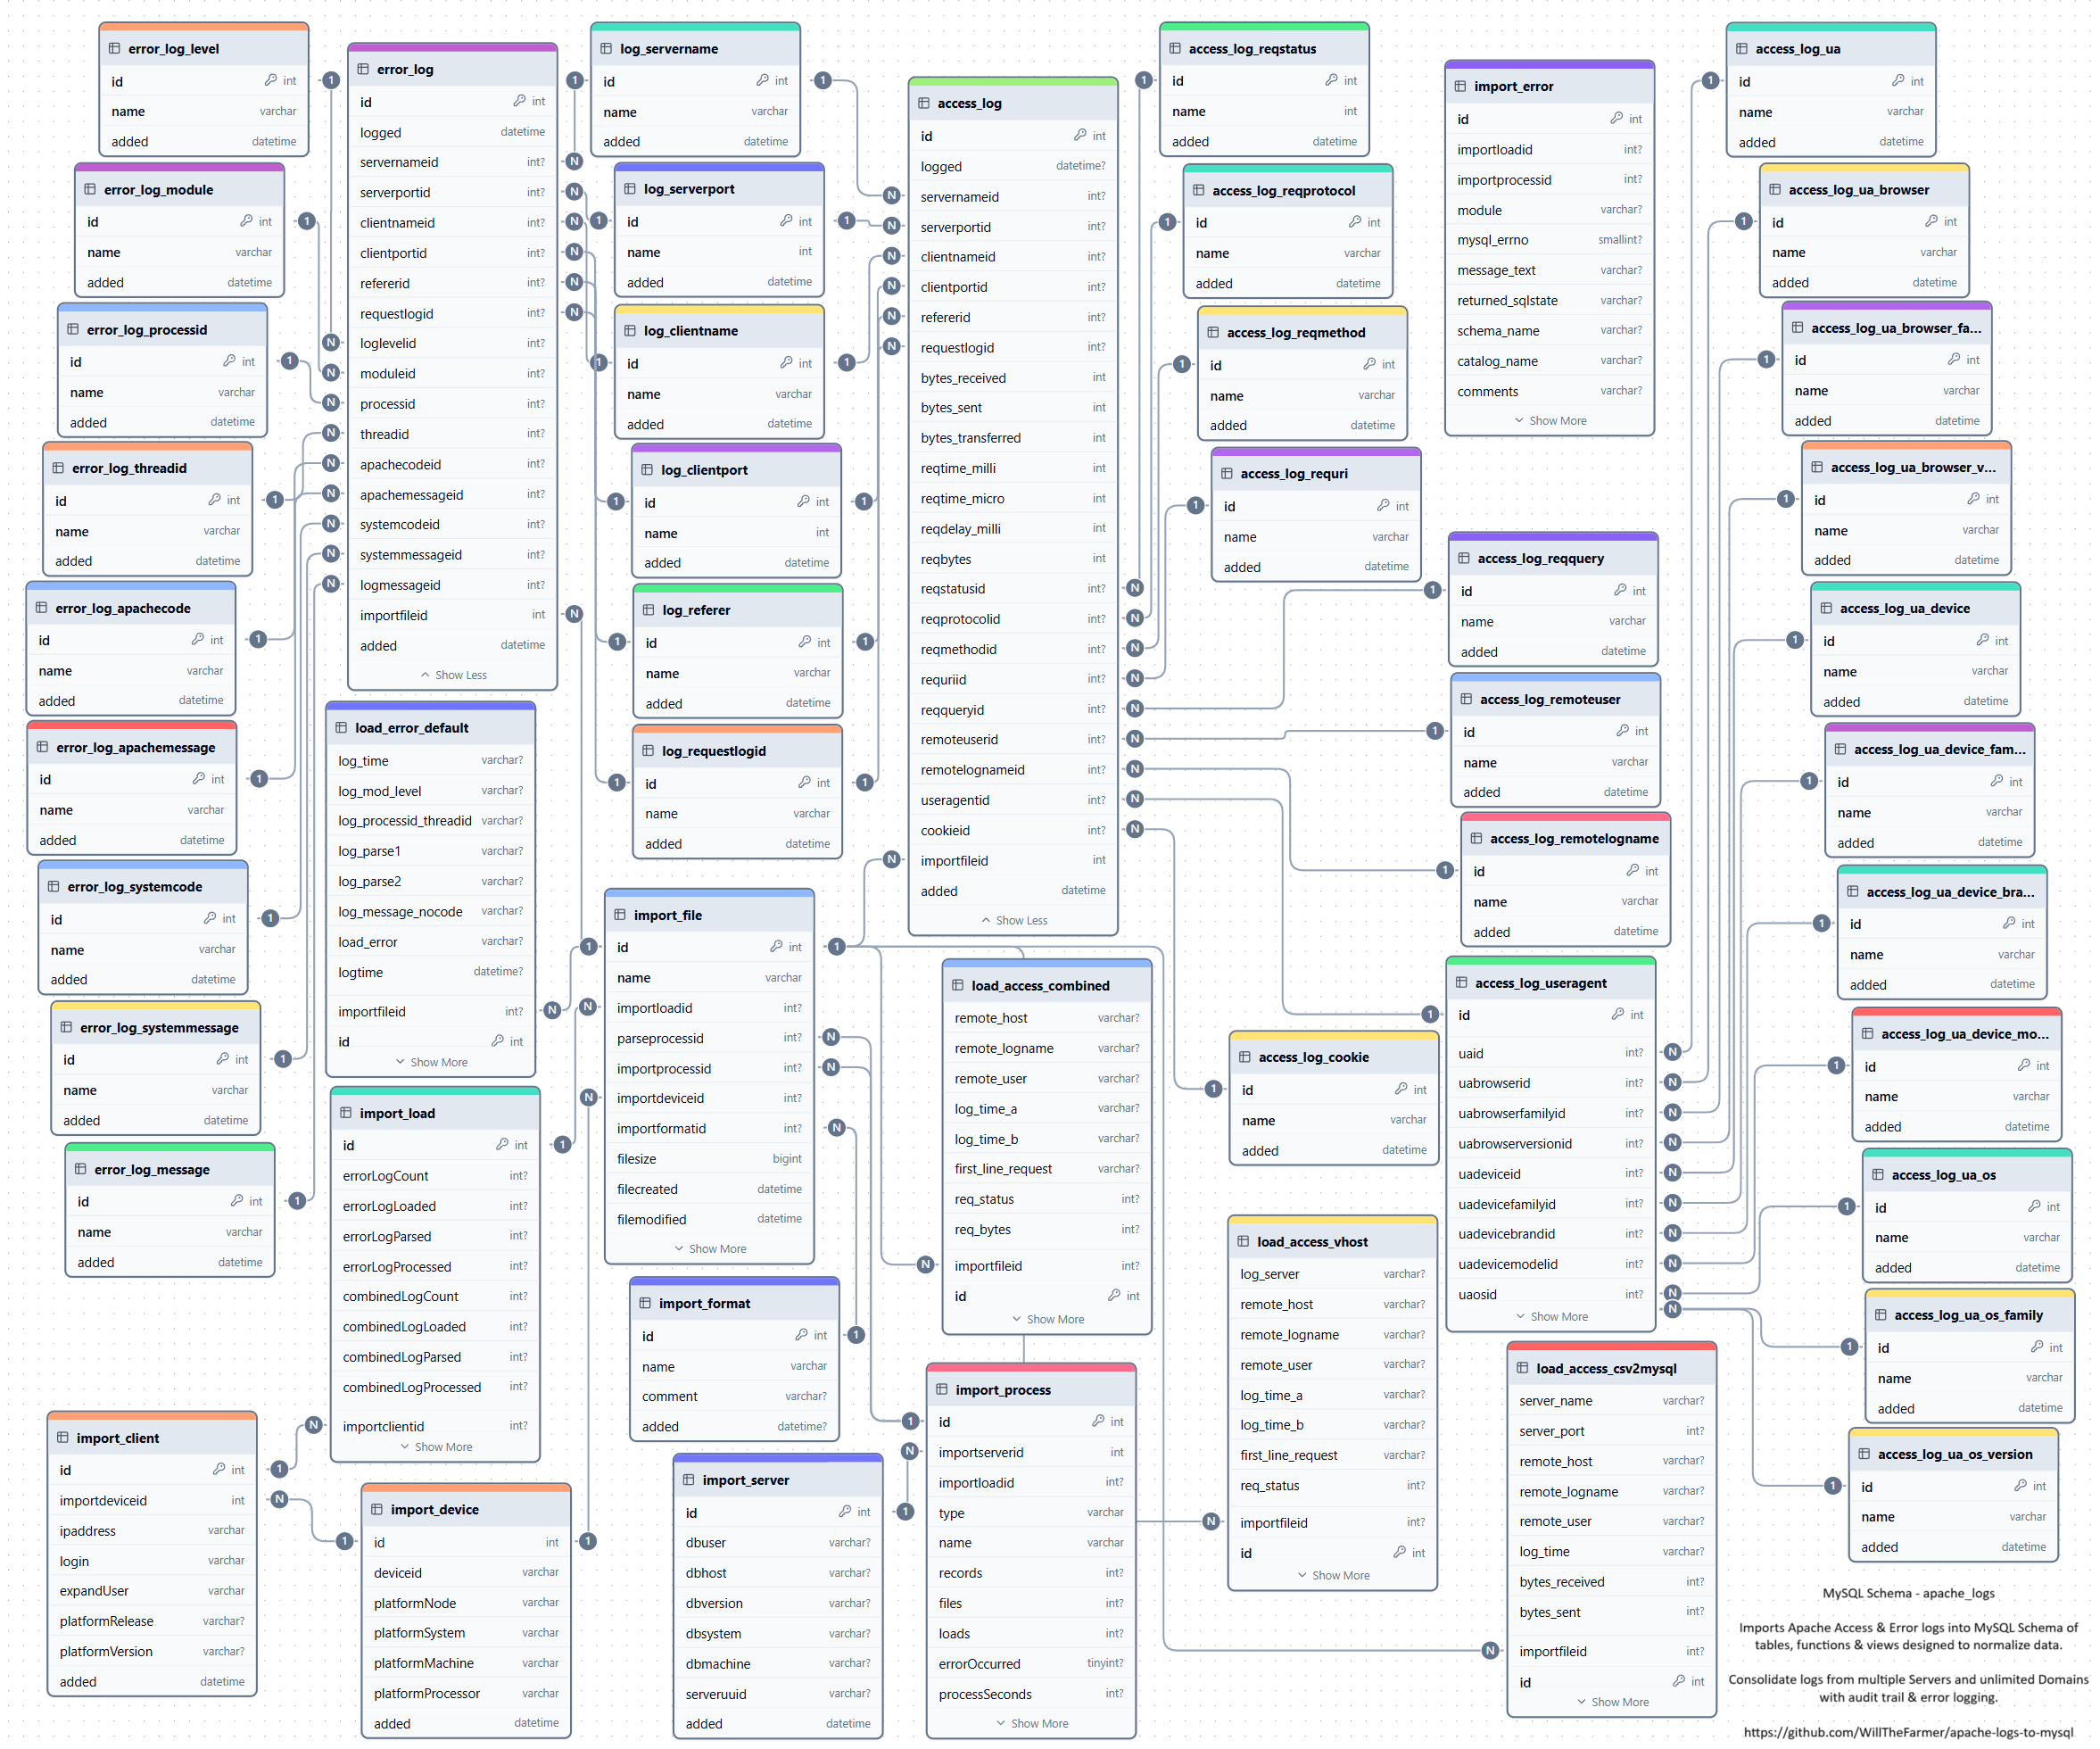 error_log_level
id int
name varchar
added datetime
error_log_module
id int
name varchar
added datetime
error_log_processid
id int
name varchar
added datetime
error_log_threadid
id int
name varchar
added datetime
error_log_apachecode
id int
name varchar
added datetime
error_log_apachemessage
id int
name varchar
added datetime
error_log_systemcode
id int
name varchar
added datetime
error_log_systemmessage
id int
name varchar
added datetime
error_log_message
id int
name varchar
added datetime
import_client
id int
importdeviceid int
ipaddress varchar
login varchar
expandUser varchar
platformRelease varchar?
platformVersion varchar?
added datetime
error_log
id int
logged datetime
servernameid int?
serverportid int?
clientnameid int?
clientportid int?
refererid int?
requestlogid int?
loglevelid int?
moduleid int?
processid int?
threadid int?
apachecodeid int?
apachemessageid int?
systemcodeid int?
systemmessageid int?
logmessageid int?
importfileid int
added datetime
Show Less
load_error_default
log_time varchar?
log_mod_level varchar?
log_processid_threadid varchar?
log_parse1 varchar?
log_parse2 varchar?
log_message_nocode varchar?
load_error varchar?
logtime datetime?
importfileid int?
id int
Show More
import_load
id int
errorLogCount int?
errorLogLoaded int?
errorLogParsed int?
errorLogProcessed int?
combinedLogCount int?
combinedLogLoaded int?
combinedLogParsed int?
combinedLogProcessed int?
importclientid int?
Show More
import_device
id int
deviceid varchar
platformNode varchar
platformSystem varchar
platformMachine varchar
platformProcessor varchar
added datetime
log_servername
id int
name varchar
added datetime
log_serverport
id int
name int
added datetime
log_clientname
id int
name varchar
added datetime
log_clientport
id int
name int
added datetime
log_referer
id int
name varchar
added datetime
log_requestlogid
id int
name varchar
added datetime
import_file
id int
name varchar
importloadid int?
parseprocessid int?
importprocessid int?
importdeviceid int?
importformatid int?
filesize bigint
filecreated datetime
filemodified datetime
Show More
import_format
id int
name varchar
comment varchar?
added datetime?
import_server
id int
dbuser varchar?
dbhost varchar?
dbversion varchar?
dbsystem varchar?
dbmachine varchar?
serveruuid varchar?
added datetime
access_log
id int
logged datetime?
servernameid int?
serverportid int?
clientnameid int?
clientportid int?
refererid int?
requestlogid int?
bytes_received int
bytes_sent int
bytes_transferred int
reqtime_milli int
reqtime_micro int
reqdelay_milli int
reqbytes int
reqstatusid int?
reqprotocolid int?
reqmethodid int?
requriid int?
reqqueryid int?
remoteuserid int?
remotelognameid int?
useragentid int?
cookieid int?
importfileid int
added datetime
Show Less
load_access_combined
remote_host varchar?
remote_logname varchar?
remote_user varchar?
log_time_a varchar?
log_time_b varchar?
first_line_request varchar?
req_status int?
req_bytes int?
importfileid int?
id int
Show More
import_process
id int
importserverid int
importloadid int?
type varchar
name varchar
records int?
files int?
loads int?
errorOccurred tinyint?
processSeconds int?
Show More
access_log_reqstatus
id int
name int
added datetime
access_log_reqprotocol
id int
name varchar
added datetime
access_log_reqmethod
id int
name varchar
added datetime
access_log_requri
id int
name varchar
added datetime
access_log_cookie
id int
name varchar
added datetime
load_access_vhost
log_server varchar?
remote_host varchar?
remote_logname varchar?
remote_user varchar?
log_time_a varchar?
log_time_b varchar?
first_line_request varchar?
req_status int?
importfileid int?
id int
Show More
import_error
id int
importloadid int?
importprocessid int?
module varchar?
mysql_errno smallint?
message_text varchar?
returned_sqlstate varchar?
schema_name varchar?
catalog_name varchar?
comments varchar?
Show More
access_log_reqquery
id int
name varchar
added datetime
access_log_remoteuser
id int
name varchar
added datetime
access_log_remotelogname
id int
name varchar
added datetime
access_log_useragent
id int
uaid int?
uabrowserid int?
uabrowserfamilyid int?
uabrowserversionid int?
uadeviceid int?
uadevicefamilyid int?
uadevicebrandid int?
uadevicemodelid int?
uaosid int?
Show More
load_access_csv2mysql
server_name varchar?
server_port int?
remote_host varchar?
remote_logname varchar?
remote_user varchar?
log_time varchar?
bytes_received int?
bytes_sent int?
importfileid int?
id int
Show More
access_log_ua
id int
name varchar
added datetime
access_log_ua_browser
id int
name varchar
added datetime
access_log_ua_browser_fa...
id int
name varchar
added datetime
access_log_ua_browser_v...
id int
name varchar
added datetime
access_log_ua_device
id int
name varchar
added datetime
access_log_ua_device_fam...
id int
name varchar
added datetime
access_log_ua_device_bra...
id int
name varchar
added datetime
access_log_ua_device_mo...
id int
name varchar
added datetime
access_log_ua_os
id int
name varchar
added datetime
access_log_ua_os_family
id int
name varchar
added datetime
access_log_ua_os_version
id int
name varchar
added datetime
MySQL Schema - apache_logs
Imports Apache Access & Error logs into MySQL Schema of
tables, functions & views designed to normalize data.
Consolidate logs from multiple Servers and unlimited Domains
with audit trail & error logging.
https://github.com/WillTheFarmer/apache-logs-to-mysql